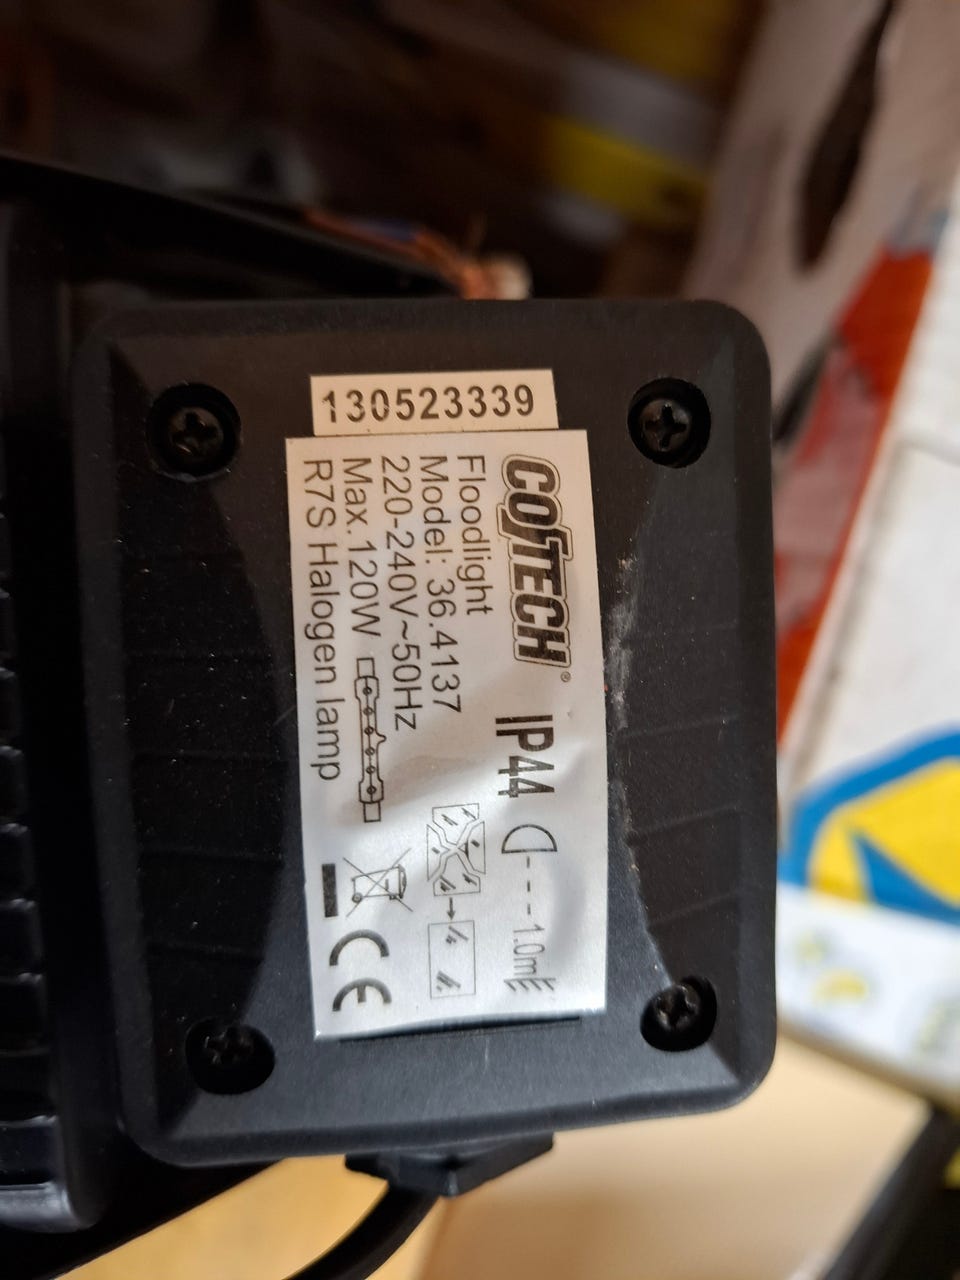 130523339
COTECH® IP44 1.0m
Floodlight
Model: 36.4137
220-240V~50Hz
Max.120W
R7S Halogen lamp
CE